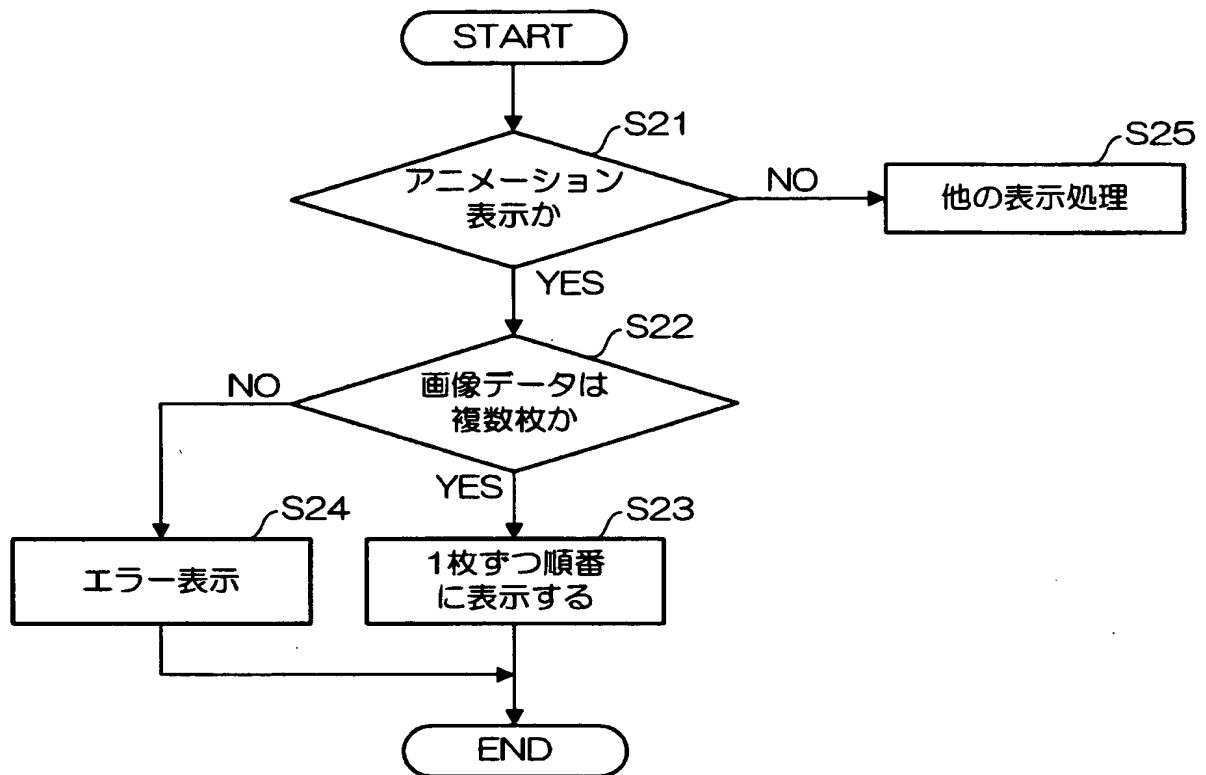 START
S21
アニメーション
表示か
NO
S25
他の表示処理
YES
S22
画像データは
複数枚か
NO
YES
S24
エラー表示
S23
1枚ずつ順番
に表示する
END